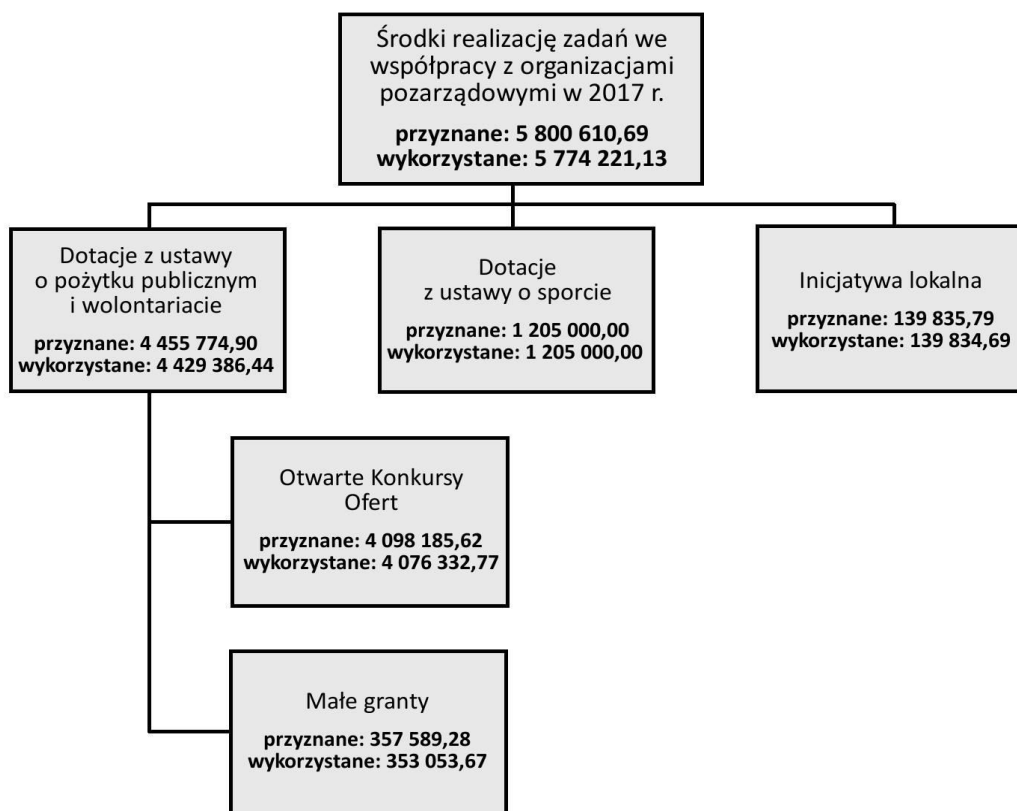 Środki realizację zadań we
współpracy z organizacjami
pozarządowymi w 2017 r.
przyznane: 5 800 610,69
wykorzystane: 5 774 221,13
Dotacje z ustawy
o pożytku publicznym
i wolontariacie
przyznane: 4 455 774,90
wykorzystane: 4 429 386,44
Dotacje
z ustawy o sporcie
przyznane: 1 205 000,00
wykorzystane: 1 205 000,00
Inicjatywa lokalna
przyznane: 139 835,79
wykorzystane: 139 834,69
Otwarte Konkursy
Ofert
przyznane: 4 098 185,62
wykorzystane: 4 076 332,77
Małe granty
przyznane: 357 589,28
wykorzystane: 353 053,67